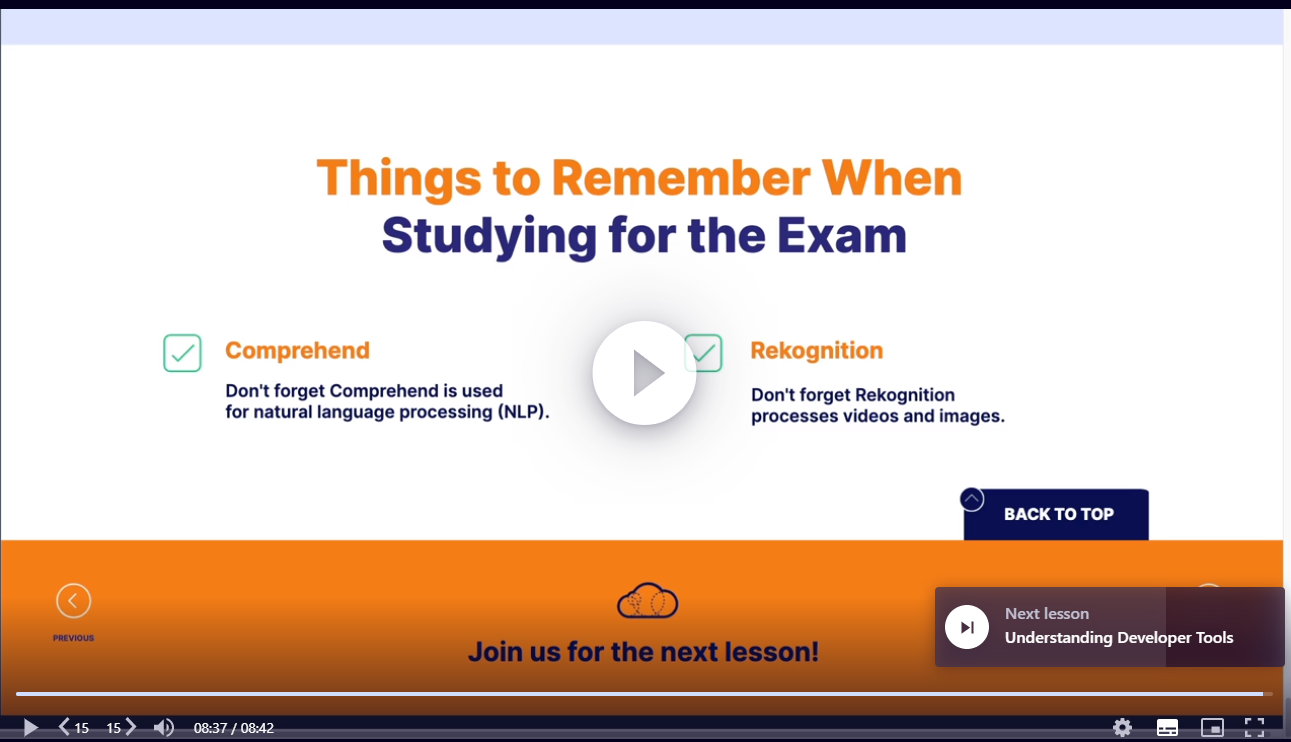 Things to Remember When
Studying for the Exam
Comprehend
Don't forget Comprehend is used
for natural language processing (NLP).
Rekognition
Don't forget Rekognition
processes videos and images.
BACK TO TOP
PREVIOUS
Join us for the next lesson!
Next lesson
Understanding Developer Tools
15 15 08:37 / 08:42